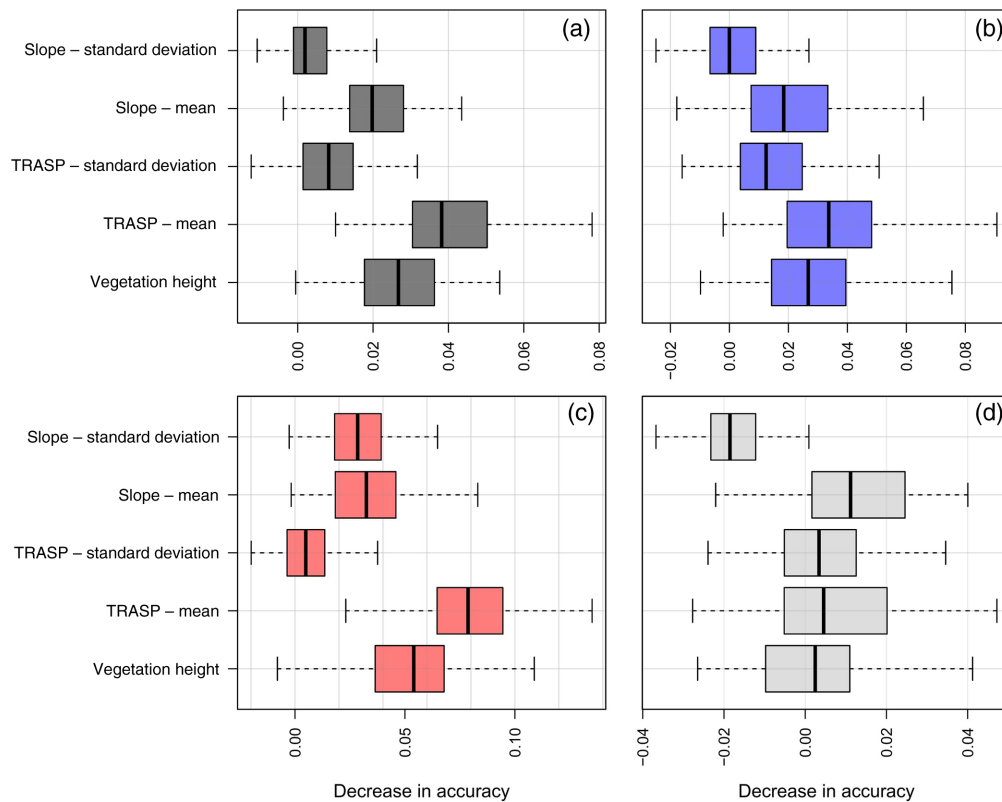 (a)
Slope – standard deviation
Slope – mean
TRASP – standard deviation
TRASP – mean
Vegetation height
0.00 0.02 0.04 0.06 0.08
(b)
−0.02 0.00 0.02 0.04 0.06 0.08
(c)
Slope – standard deviation
Slope – mean
TRASP – standard deviation
TRASP – mean
Vegetation height
0.00 0.05 0.10
Decrease in accuracy
(d)
−0.04 −0.02 0.00 0.02 0.04
Decrease in accuracy